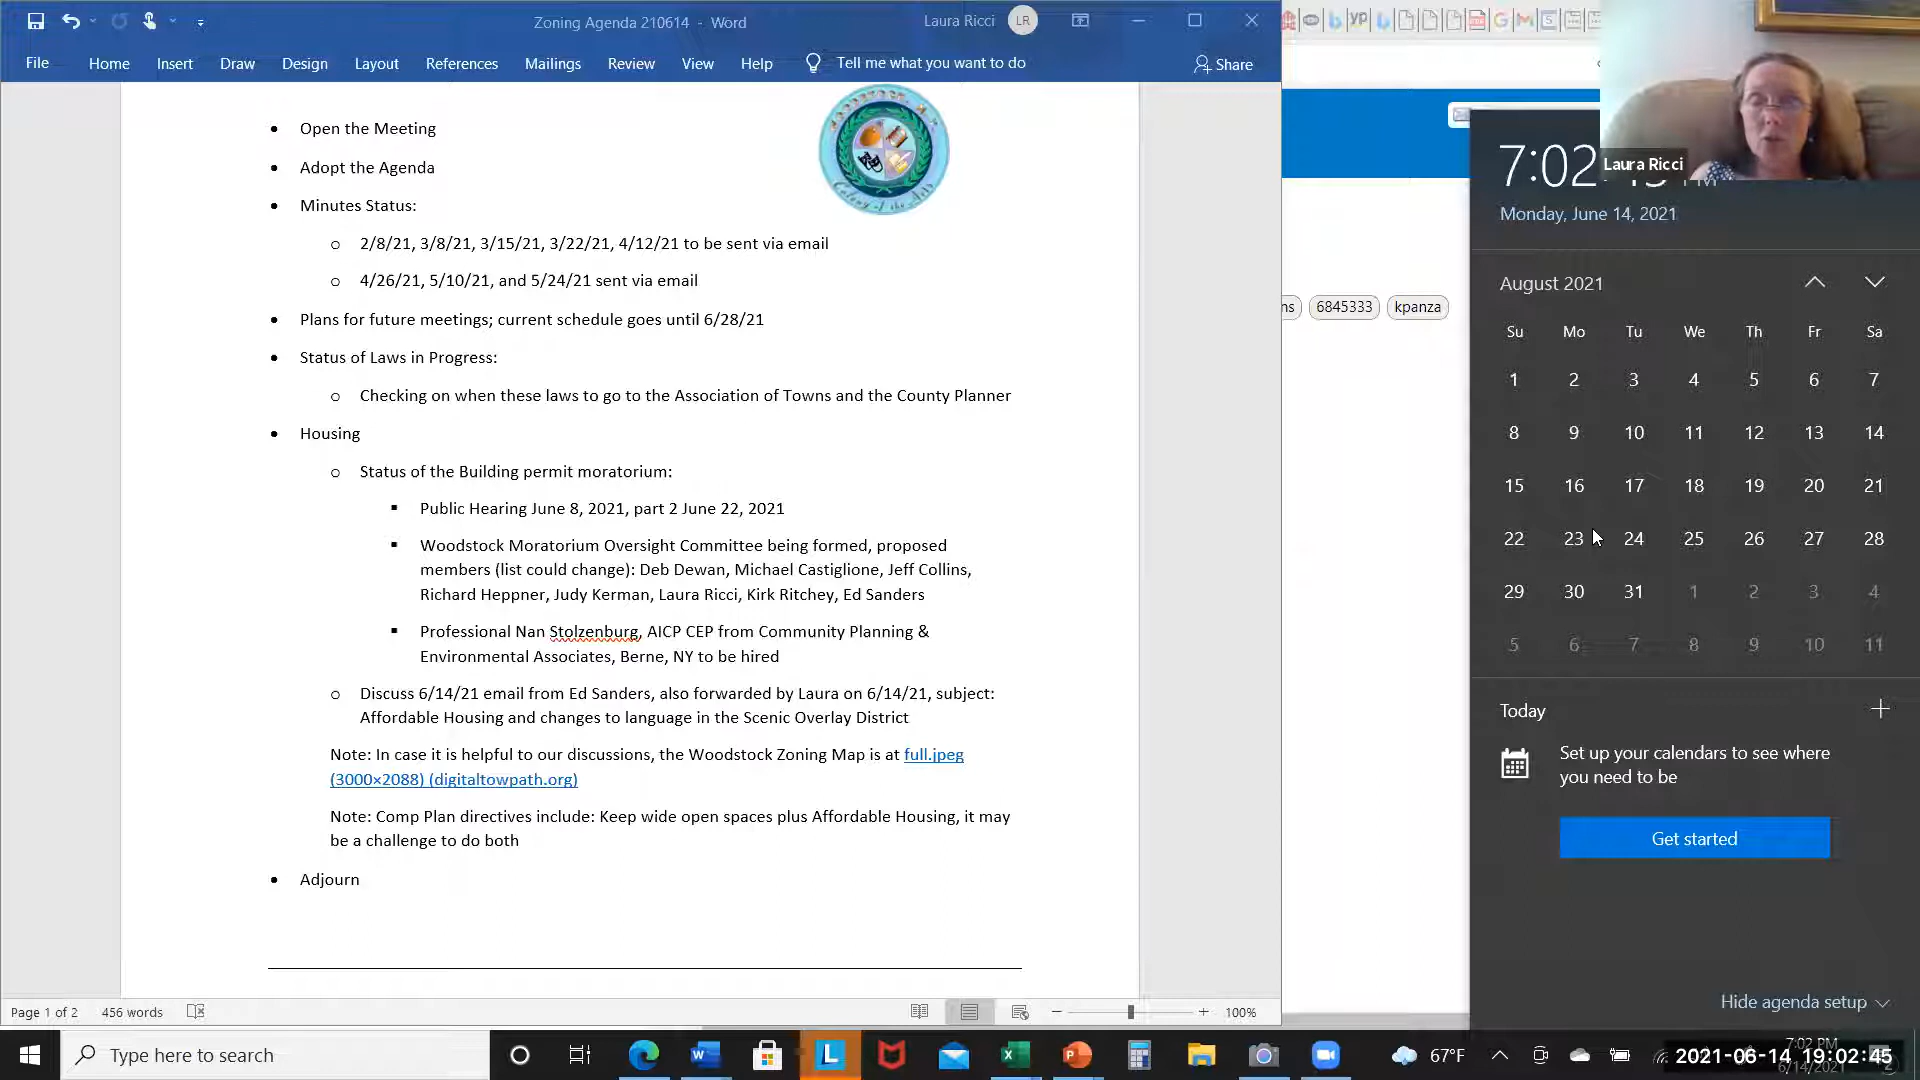 Zoning Agenda 210614 - Word
Laura Ricci
LR
File
Home
Insert
Draw
Design
Layout
References
Mailings
Review
View
Help
Tell me what you want to do
Share
Open the Meeting
Adopt the Agenda
Minutes Status:
2/8/21, 3/8/21, 3/15/21, 3/22/21, 4/12/21 to be sent via email
4/26/21, 5/10/21, and 5/24/21 sent via email
Plans for future meetings; current schedule goes until 6/28/21
Status of Laws in Progress:
Checking on when these laws to go to the Association of Towns and the County Planner
Housing
Status of the Building permit moratorium:
Public Hearing June 8, 2021, part 2 June 22, 2021
Woodstock Moratorium Oversight Committee being formed, proposed
members (list could change): Deb Dewan, Michael Castiglione, Jeff Collins,
Richard Heppner, Judy Kerman, Laura Ricci, Kirk Ritchey, Ed Sanders
Professional Nan Stolzenburg, AICP CEP from Community Planning &
Environmental Associates, Berne, NY to be hired
Discuss 6/14/21 email from Ed Sanders, also forwarded by Laura on 6/14/21, subject:
Affordable Housing and changes to language in the Scenic Overlay District
Note: In case it is helpful to our discussions, the Woodstock Zoning Map is at full.jpeg
(3000×2088) (digitaltowpath.org)
Note: Comp Plan directives include: Keep wide open spaces plus Affordable Housing, it may
be a challenge to do both
Adjourn
Colony of the Arts
Page 1 of 2
456 words
100%
ns
6845333
kpanza
7:02
Laura Ricci
Monday, June 14, 2021
August 2021
Su Mo Tu We Th Fr Sa
1 2 3 4 5 6 7
8 9 10 11 12 13 14
15 16 17 18 19 20 21
22 23 24 25 26 27 28
29 30 31 1 2 3 4
5 6 7 8 9 10 11
Today
Set up your calendars to see where
you need to be
Get started
Hide agenda setup
Type here to search
67°F
7:02 PM
2021-06-14 19:02:45
6/14/2021